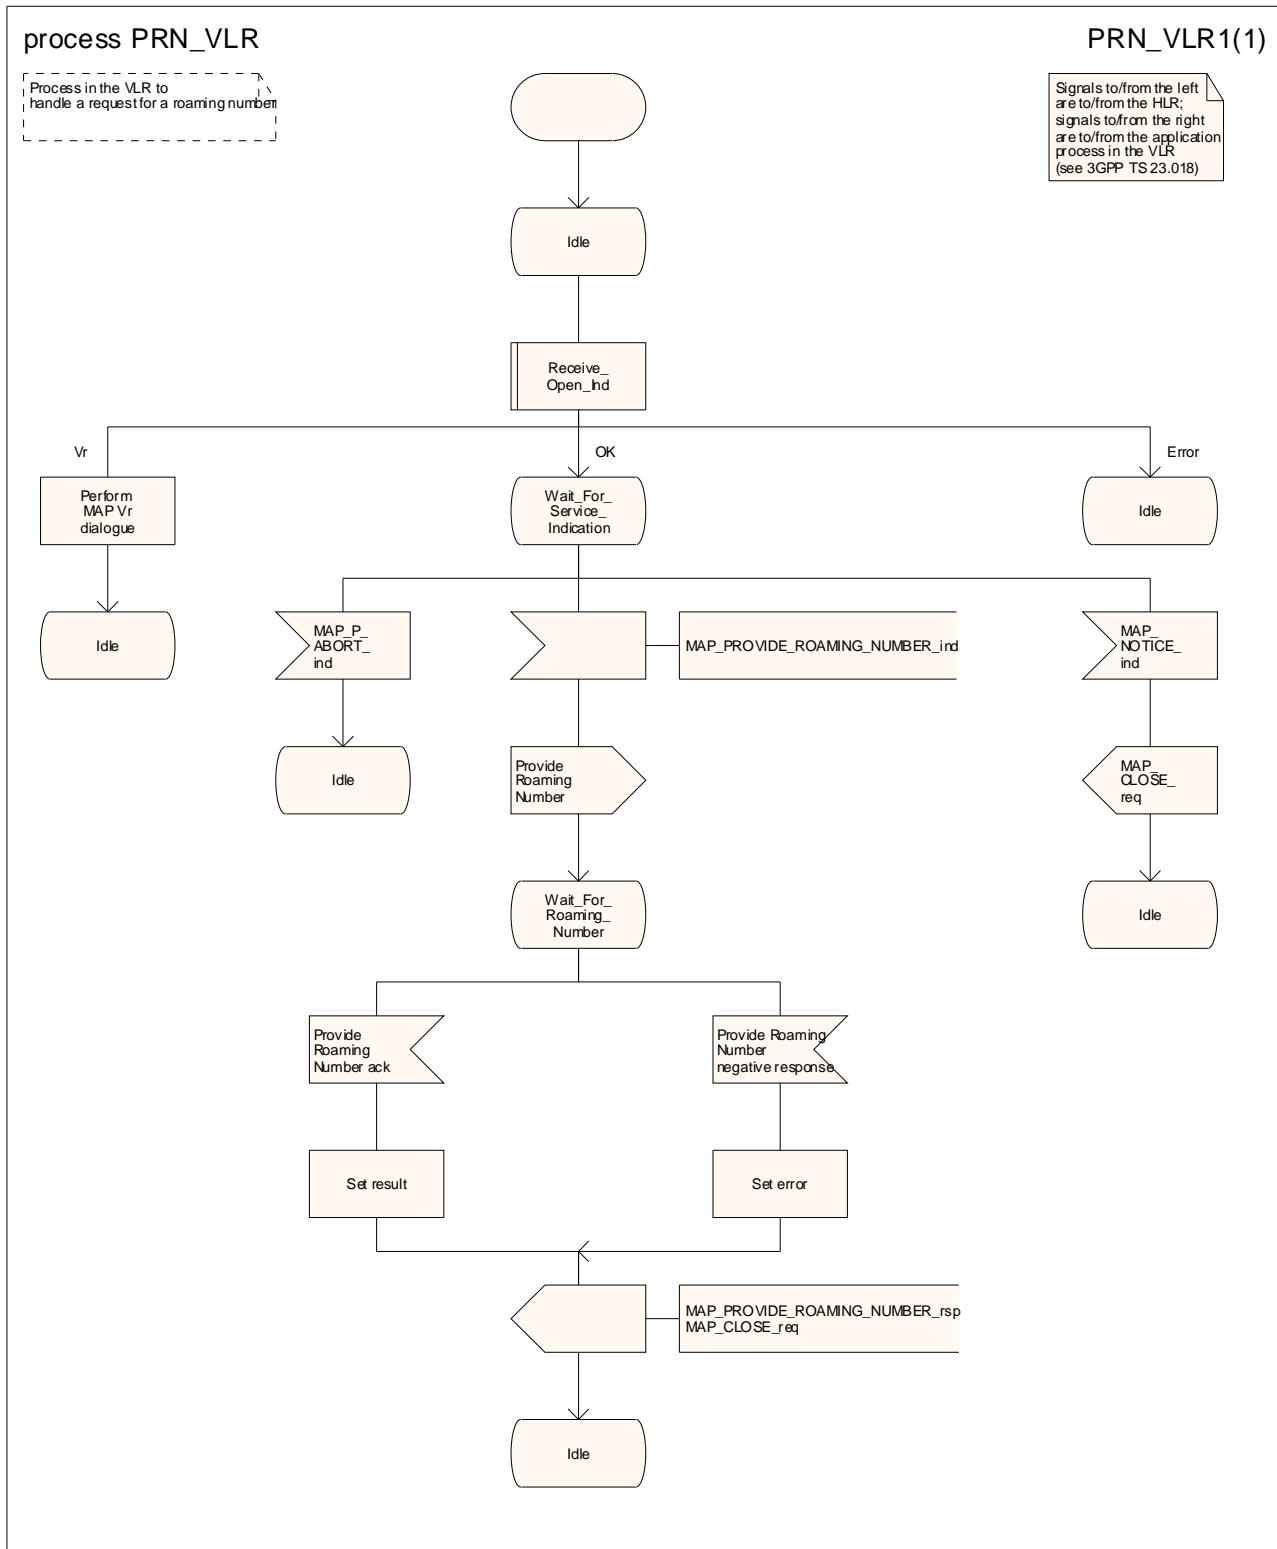 process PRN_VLR
PRN_VLR1(1)
Process in the VLR to
handle a request for a roaming number
Signals to/from the left
are to/from the HLR;
signals to/from the right
are to/from the application
process in the VLR
(see 3GPP TS 23.018)
Idle
Receive_
Open_Ind
Vr
OK
Error
Perform
MAP Vr
dialogue
Wait_For_
Service_
Indication
Idle
Idle
MAP_P_
ABORT_
ind
MAP_PROVIDE_ROAMING_NUMBER_ind
MAP_
NOTICE_
ind
Idle
Provide
Roaming
Number
MAP_
CLOSE_
req
Wait_For_
Roaming_
Number
Idle
Provide
Roaming
Number ack
Provide Roaming
Number
negative response
Set result
Set error
MAP_PROVIDE_ROAMING_NUMBER_rsp
MAP_CLOSE_req
Idle